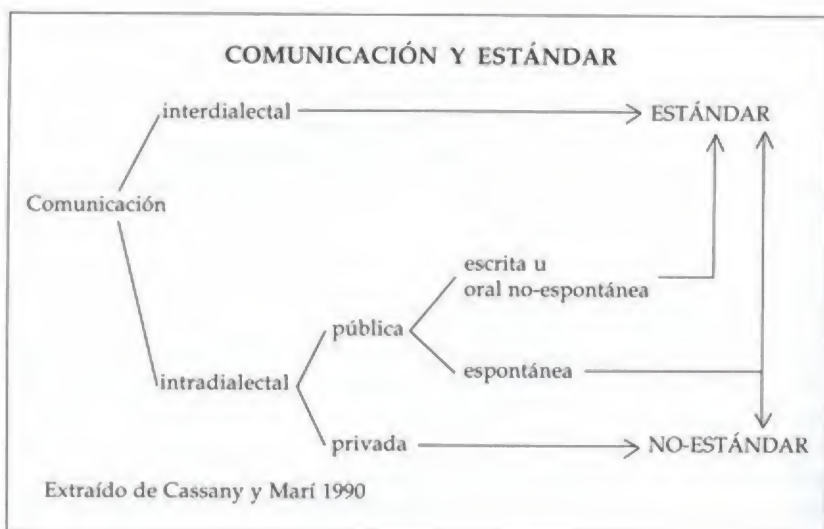 COMUNICACIÓN Y ESTÁNDAR
interdialectal
ESTÁNDAR
Comunicación
escrita u
oral no-espontánea
pública
espontánea
intradialectal
privada
NO-ESTÁNDAR
Extraído de Cassany y Marí 1990